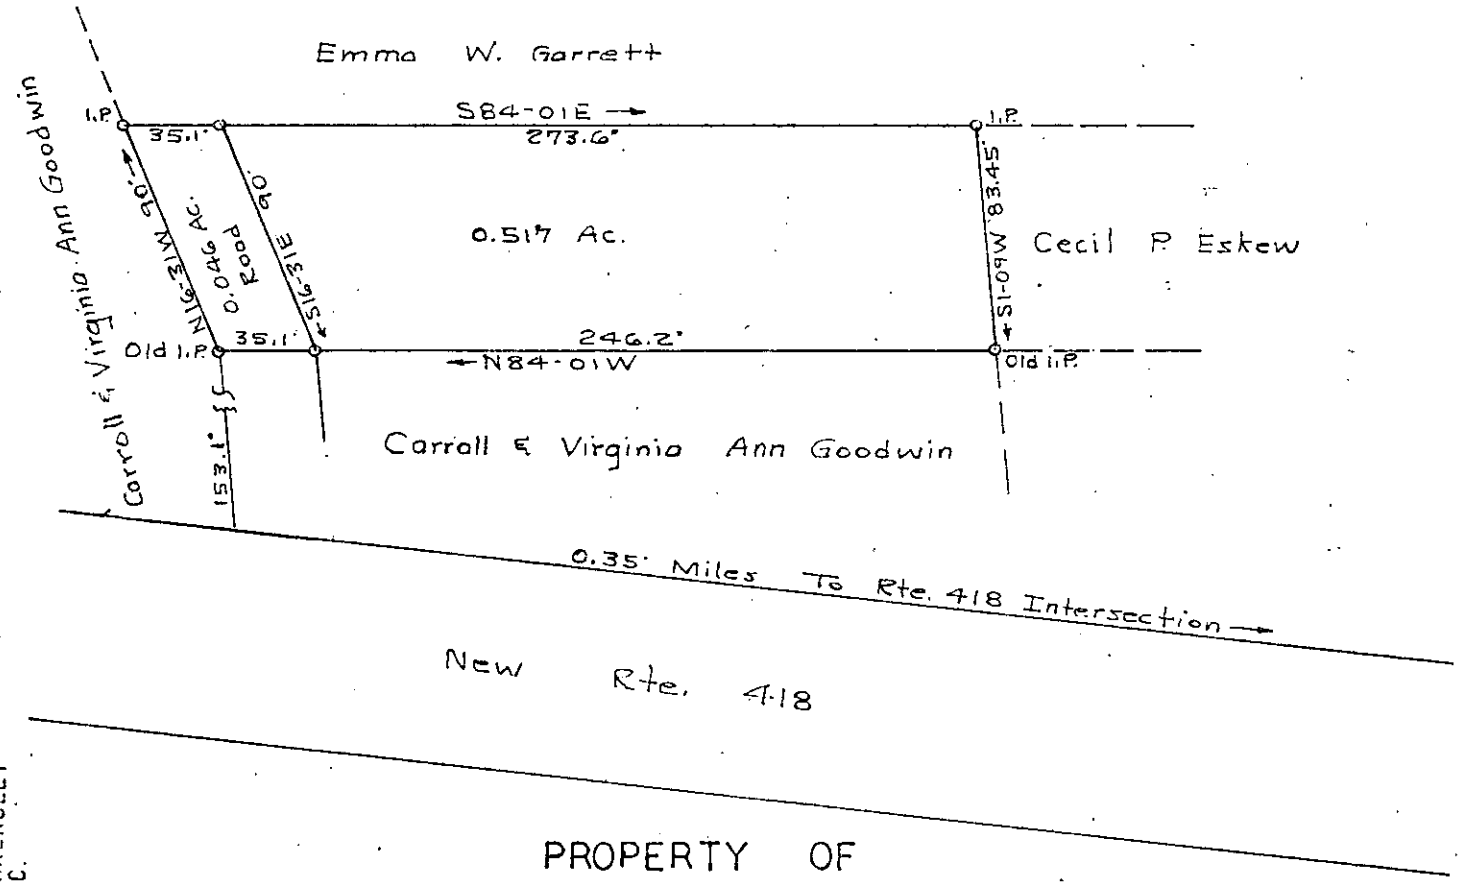 Emma W. Garrett
Carroll & Virginia Ann Goodwin
I.P.
35.1'
S84-01E
273.6'
I.P.
N16-31W 90'
0.046 AC.
Road
S16-31E 90'
0.517 Ac.
S1-09W 83.45'
Cecil P. Eskew
Old I.P.
35.1'
246.2'
N84-01W
Old I.P.
153.1'
Carroll & Virginia Ann Goodwin
0.35 Miles To Rte. 418 Intersection
New Rte. 418
PROPERTY OF
C.